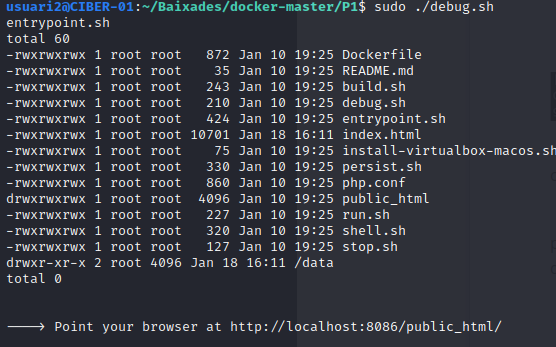 usuari2@CIBER-01:~/Baixades/docker-master/P1$ sudo ./debug.sh
entrypoint.sh
total 60
-rwxrwxrwx 1 root root   872 Jan 10 19:25 Dockerfile
-rwxrwxrwx 1 root root    35 Jan 10 19:25 README.md
-rwxrwxrwx 1 root root   243 Jan 10 19:25 build.sh
-rwxrwxrwx 1 root root   210 Jan 10 19:25 debug.sh
-rwxrwxrwx 1 root root   424 Jan 10 19:25 entrypoint.sh
-rwxrwxrwx 1 root root 10701 Jan 18 16:11 index.html
-rwxrwxrwx 1 root root    75 Jan 10 19:25 install-virtualbox-macos.sh
-rwxrwxrwx 1 root root   330 Jan 10 19:25 persist.sh
-rwxrwxrwx 1 root root   860 Jan 10 19:25 php.conf
drwxrwxrwx 1 root root  4096 Jan 10 19:25 public_html
-rwxrwxrwx 1 root root   227 Jan 10 19:25 run.sh
-rwxrwxrwx 1 root root   320 Jan 10 19:25 shell.sh
-rwxrwxrwx 1 root root   127 Jan 10 19:25 stop.sh
drwxr-xr-x 2 root 4096 Jan 18 16:11 /data
total 0
———→ Point your browser at http://localhost:8086/public_html/